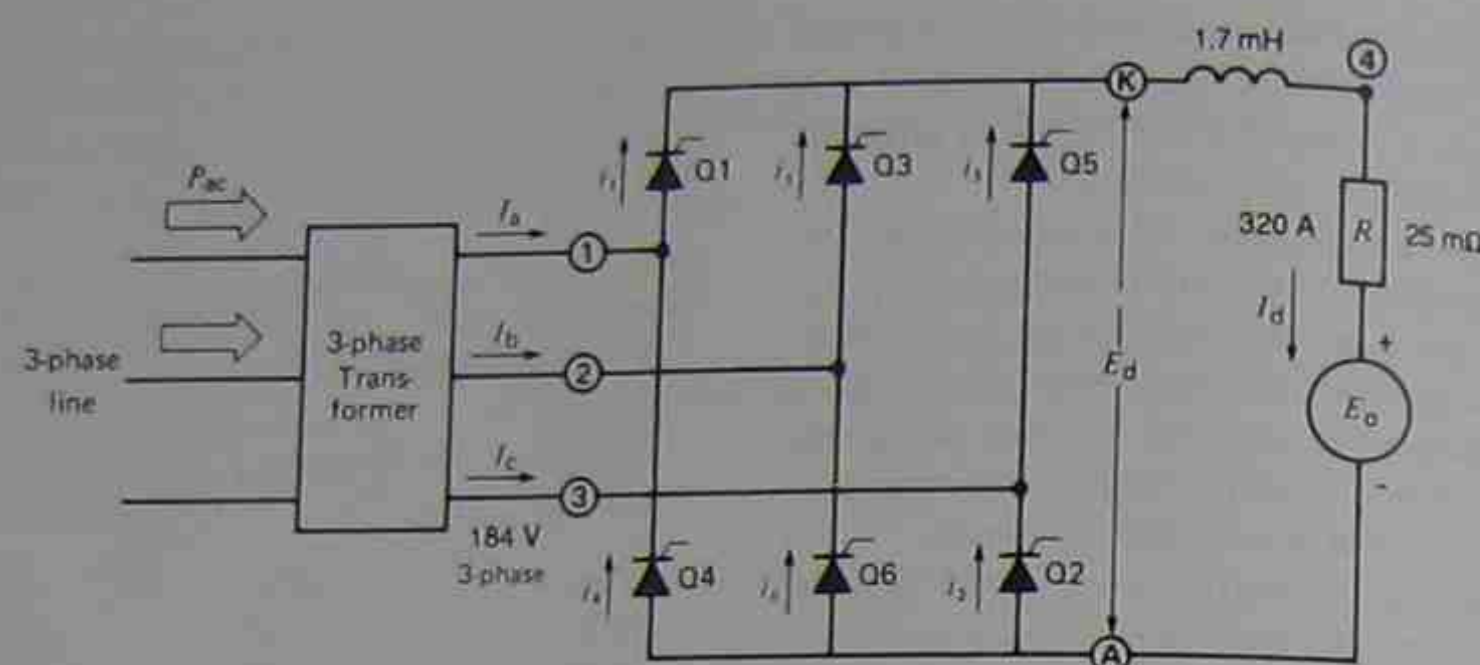 1.7 mH
④
K
Q1
Q3
Q5
P_ac
I_a
①
320 A
R
25 mΩ
I_d
3-phase
line
3-phase
Trans-
former
I_b
②
E_d
+
E_o
I_c
③
-
184 V
3-phase
Q4
Q6
Q2
A